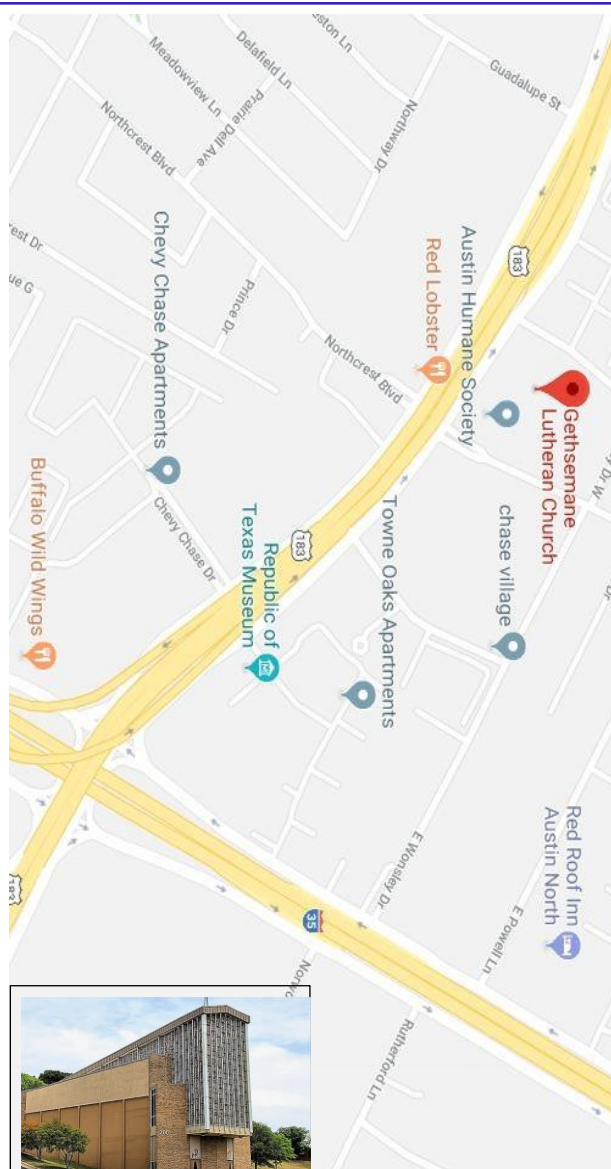 Meadowview Ln
Delafield Ln
Guadalupe St
Prairie Dell Ave
Northway Dr
Northcrest Blvd
183
Austin Humane Society
Red Lobster
Gethsemane
Lutheran Church
Prince Dr
Northcrest Blvd
Chevy Chase Apartments
chase village
Towne Oaks Apartments
Chevy Chase Dr
183
Republic of
Texas Museum
Buffalo Wild Wings
Red Roof Inn
Austin North
E Wonsley Dr
E Powell Ln
35
183
Rutherford Ln